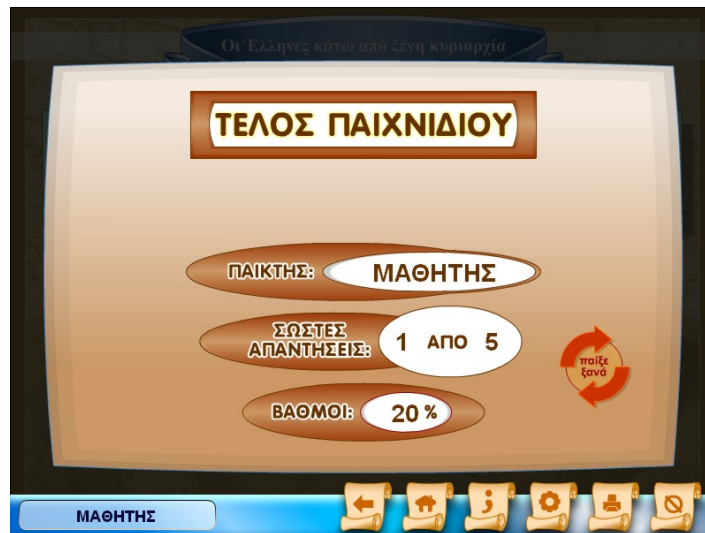 Οι Έλληνες κάτω από ξένη κυριαρχία
ΤΕΛΟΣ ΠΑΙΧΝΙΔΙΟΥ
ΠΑΙΚΤΗΣ: ΜΑΘΗΤΗΣ
ΣΩΣΤΕΣ
ΑΠΑΝΤΗΣΕΙΣ: 1 ΑΠΟ 5
παίξε
ξανά
ΒΑΘΜΟΙ: 20 %
ΜΑΘΗΤΗΣ